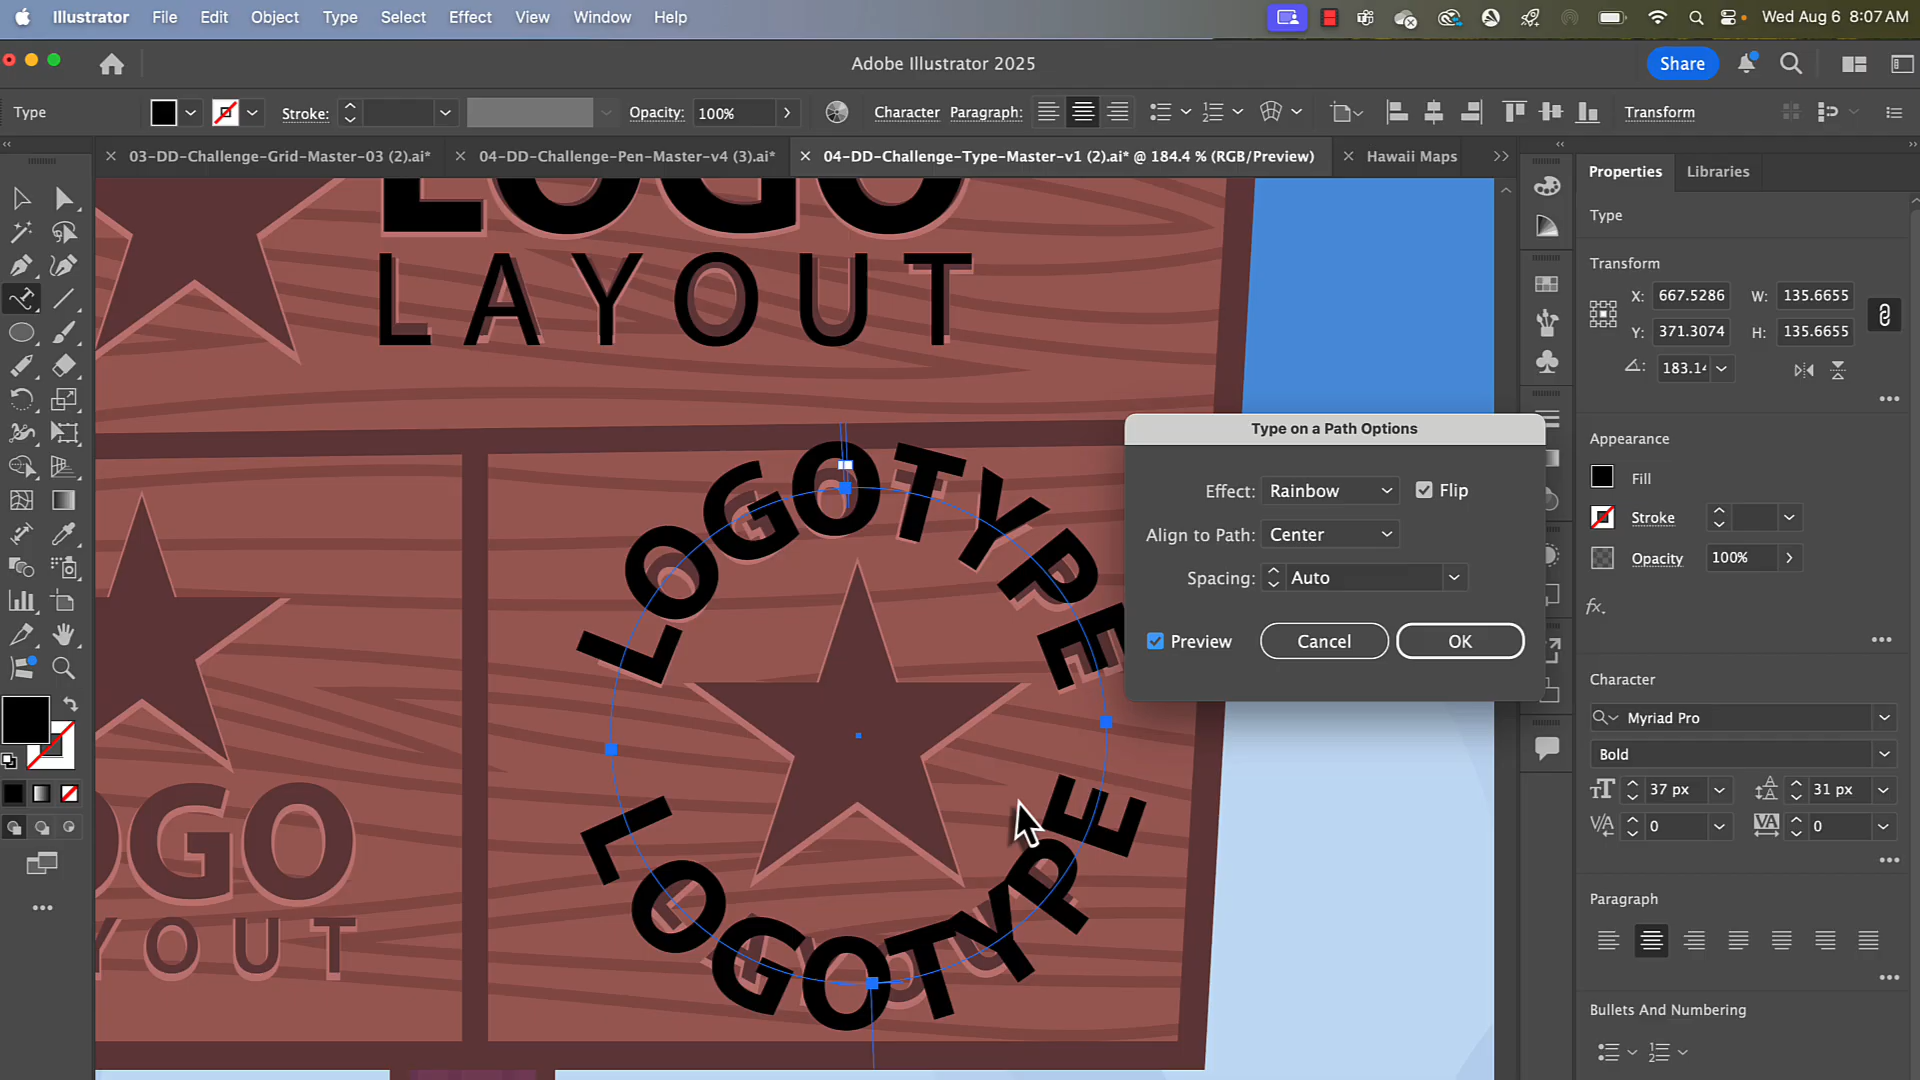 Illustrator File Edit Object Type Select Effect View Window Help Wed Aug 6 8:07 AM
Adobe Illustrator 2025 Share
Type Stroke: Opacity: 100% Character Paragraph: Transform
03-DD-Challenge-Grid-Master-03 (2).ai* 04-DD-Challenge-Pen-Master-v4 (3).ai* 04-DD-Challenge-Type-Master-v1 (2).ai* @ 184.4 % (RGB/Preview) Hawaii Maps
Properties Libraries
Type
Transform
X: 667.5286 W: 135.6655
Y: 371.3074 H: 135.6655
183.14
Appearance
Fill
Stroke
Opacity 100%
fx.
Character
Myriad Pro
Bold
37 px 31 px
0 0
Paragraph
Bullets And Numbering
LOGO
LAYOUT
LOGOTYPE
LOGOTYPE
OGO
YOUT
Type on a Path Options
Effect: Rainbow Flip
Align to Path: Center
Spacing: Auto
Preview Cancel OK